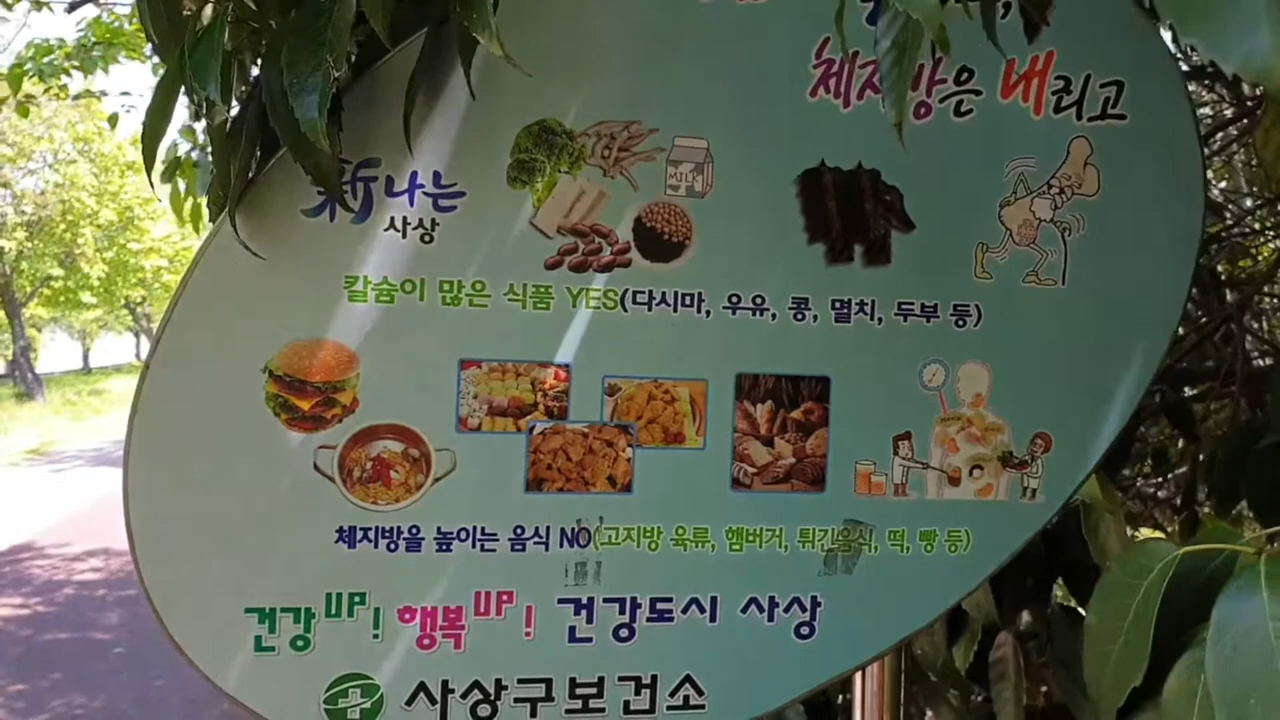 체지방은 내리고
新나는
사상
MILK
칼슘이 많은 식품 YES(다시마, 우유, 콩, 멸치, 두부 등)
체지방을 높이는 음식 NO(고지방 육류, 햄버거, 튀긴음식, 떡, 빵 등)
건강UP! 행복UP! 건강도시 사상
사상구보건소